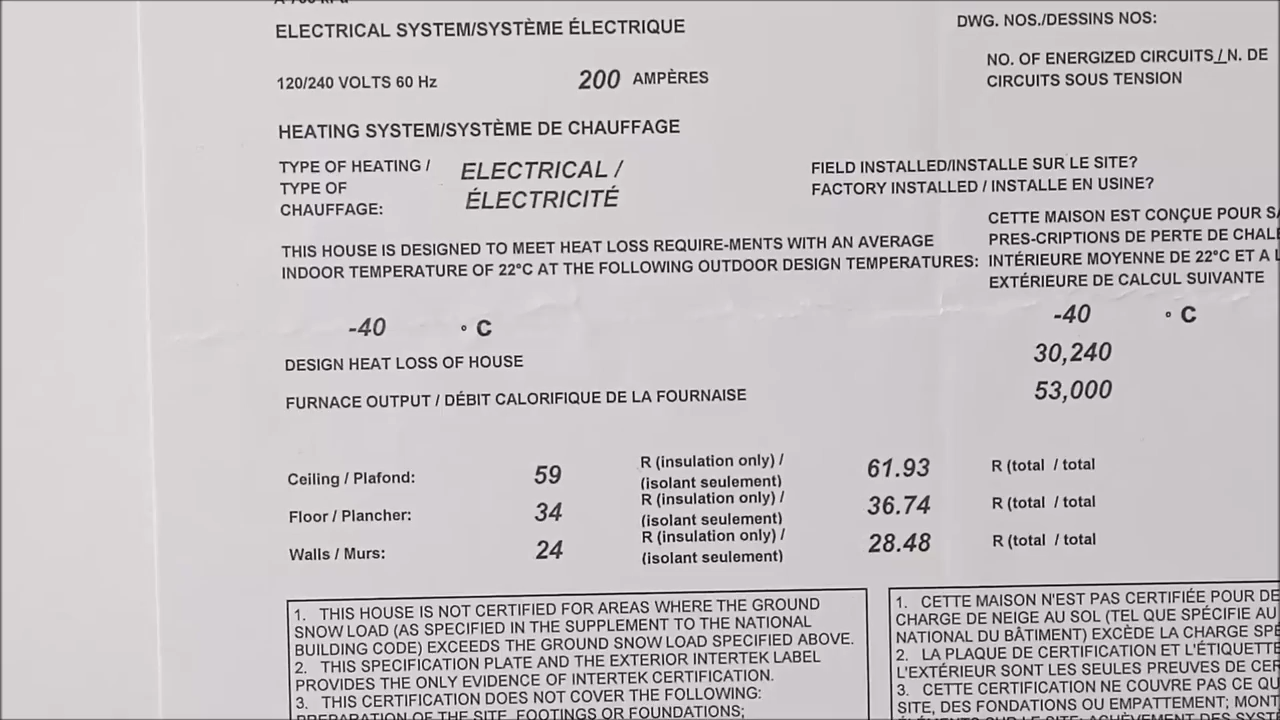 ELECTRICAL SYSTEM/SYSTÈME ÉLECTRIQUE
DWG. NOS./DESSINS NOS:
NO. OF ENERGIZED CIRCUITS / N. DE
CIRCUITS SOUS TENSION
120/240 VOLTS 60 Hz 200 AMPÈRES
HEATING SYSTEM/SYSTÈME DE CHAUFFAGE
TYPE OF HEATING /
TYPE OF
CHAUFFAGE:
ELECTRICAL /
ÉLECTRICITÉ
FIELD INSTALLED/INSTALLE SUR LE SITE?
FACTORY INSTALLED / INSTALLE EN USINE?
THIS HOUSE IS DESIGNED TO MEET HEAT LOSS REQUIRE-MENTS WITH AN AVERAGE
INDOOR TEMPERATURE OF 22°C AT THE FOLLOWING OUTDOOR DESIGN TEMPERATURES:
CETTE MAISON EST CONÇUE POUR
PRES-CRIPTIONS DE PERTE DE
INTÉRIEURE MOYENNE DE 22°C ET A
EXTÉRIEURE DE CALCUL SUIVANTE
-40 ° C
-40 ° C
DESIGN HEAT LOSS OF HOUSE 30,240
FURNACE OUTPUT / DÉBIT CALORIFIQUE DE LA FOURNAISE 53,000
Ceiling / Plafond: 59 R (insulation only) / (isolant seulement) 61.93 R (total / total
Floor / Plancher: 34 R (insulation only) / (isolant seulement) 36.74 R (total / total
Walls / Murs: 24 R (insulation only) / (isolant seulement) 28.48 R (total / total
1. THIS HOUSE IS NOT CERTIFIED FOR AREAS WHERE THE GROUND
SNOW LOAD (AS SPECIFIED IN THE SUPPLEMENT TO THE NATIONAL
BUILDING CODE) EXCEEDS THE GROUND SNOW LOAD SPECIFIED ABOVE.
2. THIS SPECIFICATION PLATE AND THE EXTERIOR INTERTEK LABEL
PROVIDES THE ONLY EVIDENCE OF INTERTEK CERTIFICATION.
3. THIS CERTIFICATION DOES NOT COVER THE FOLLOWING:
PREPARATION OF THE SITE, FOOTINGS OR FOUNDATIONS;
1. CETTE MAISON N'EST PAS CERTIFIÉE POUR
CHARGE DE NEIGE AU SOL (TEL QUE SPÉCIFIE AU
NATIONAL DU BÂTIMENT) EXCÈDE LA CHARGE
2. LA PLAQUE DE CERTIFICATION ET
L'EXTÉRIEUR SONT LES SEULES PREUVES DE
3. CETTE CERTIFICATION NE COUVRE PAS CE
SITE, DES FONDATIONS OU EMPATTEMENT;